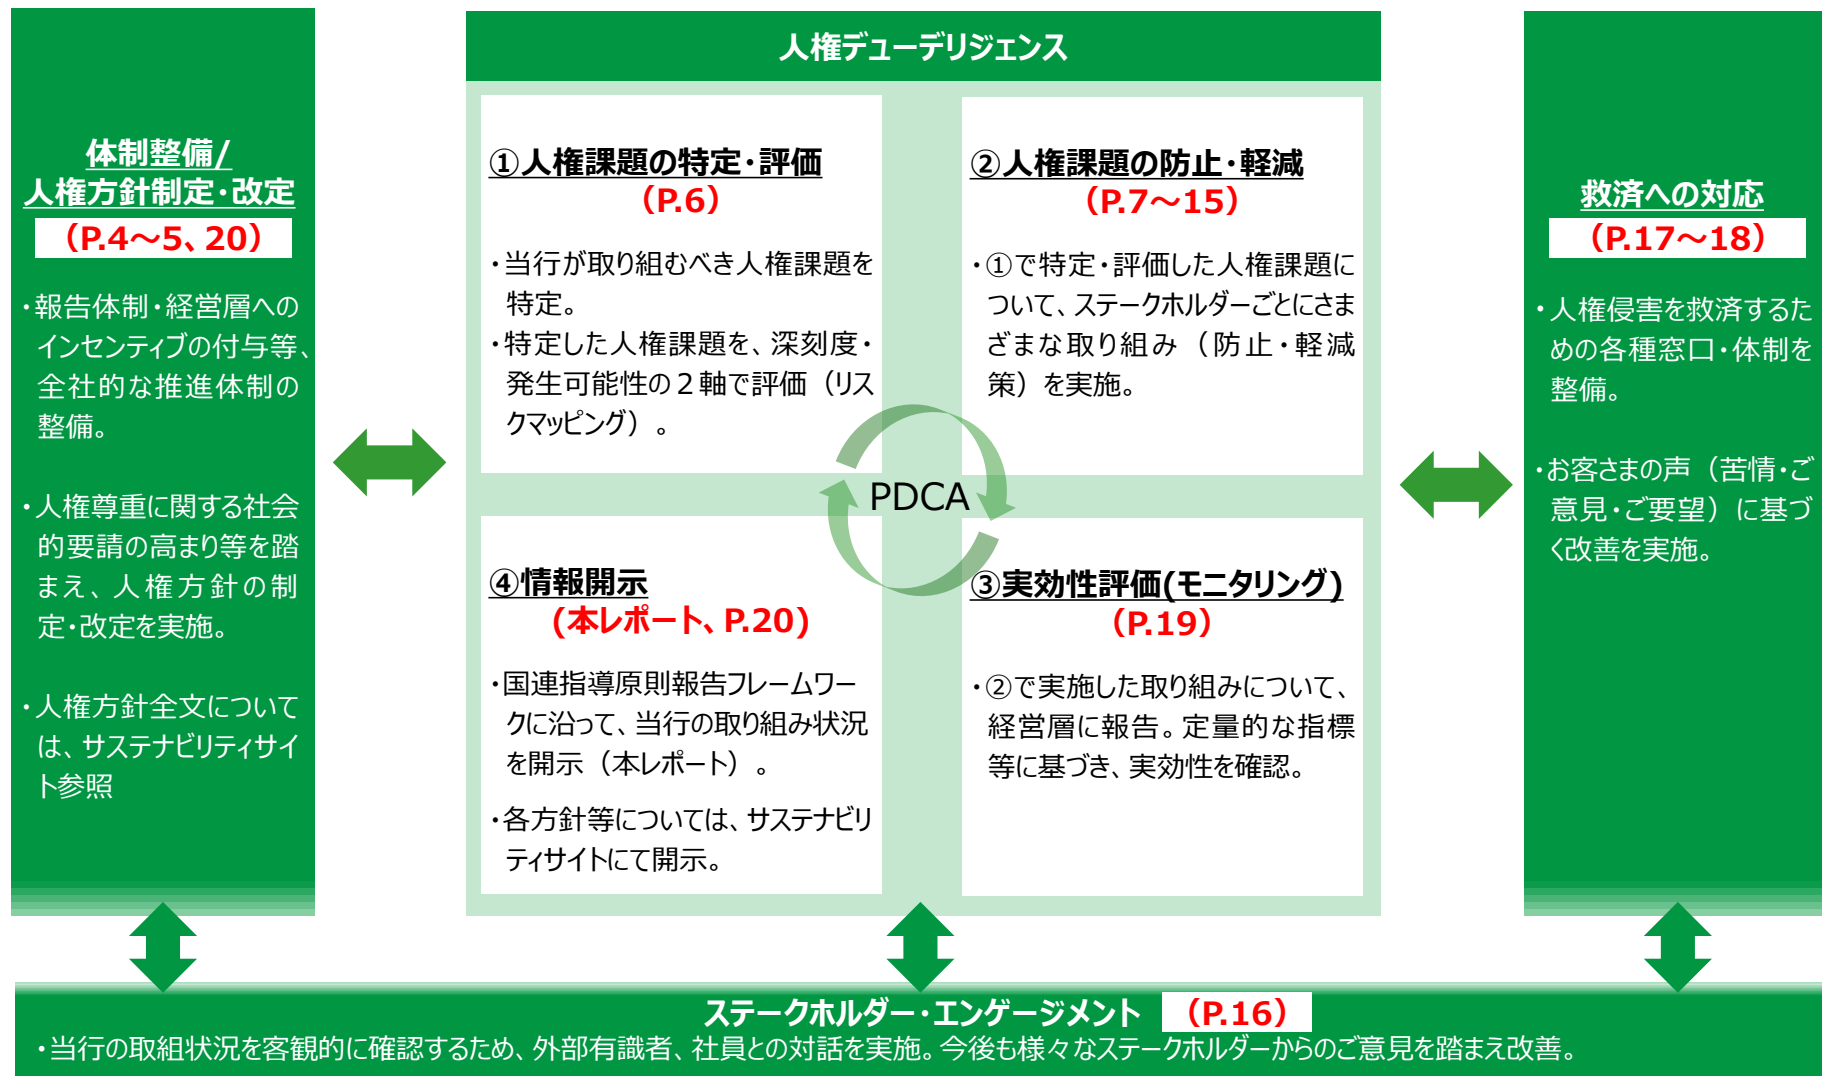 体制整備/
人権方針制定・改定
（P.4～5、20）
・報告体制・経営層への
インセンティブの付与等、
全社的な推進体制の
整備。
・人権尊重に関する社会
的要請の高まり等を踏
まえ、人権方針の制
定・改定を実施。
・人権方針全文について
は、サステナビリティサイ
ト参照
人権デューデリジェンス
①人権課題の特定・評価
（P.6）
・当行が取り組むべき人権課題を
特定。
・特定した人権課題を、深刻度・
発生可能性の２軸で評価（リス
クマッピング）。
②人権課題の防止・軽減
（P.7～15）
・①で特定・評価した人権課題に
ついて、ステークホルダーごとにさま
ざまな取り組み（防止・軽減
策）を実施。
PDCA
③実効性評価(モニタリング)
（P.19）
・②で実施した取り組みについて、
経営層に報告。定量的な指標
等に基づき、実効性を確認。
④情報開示
(本レポート、P.20)
・国連指導原則報告フレームワー
クに沿って、当行の取り組み状況
を開示（本レポート）。
・各方針等については、サステナビリ
ティサイトにて開示。
救済への対応
（P.17～18）
・人権侵害を救済するた
めの各種窓口・体制を
整備。
・お客さまの声（苦情・ご
意見・ご要望）に基づ
く改善を実施。
ステークホルダー・エンゲージメント （P.16）
・当行の取組状況を客観的に確認するため、外部有識者、社員との対話を実施。今後も様々なステークホルダーからのご意見を踏まえ改善。